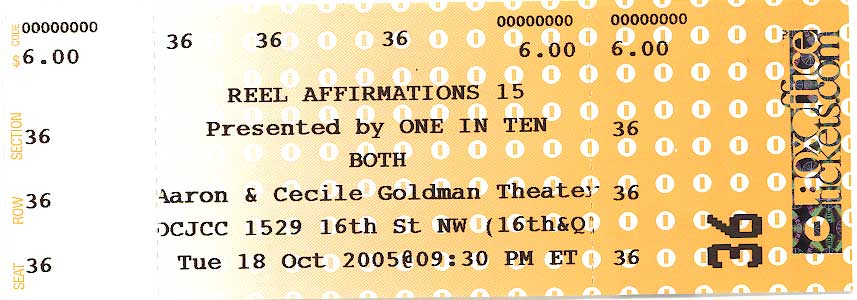 $ CODE 00000000 00000000 00000000
6.00 36 36 36 6.00 6.00
REEL AFFIRMATIONS 15
Presented by ONE IN TEN 36
SECTION 36
BOTH
Aaron & Cecile Goldman Theater 36
ROW 36
DCJCC 1529 16th St NW (16th&Q)
Tue 18 Oct 2005@09:30 PM ET 36
SEAT 36
36
BoxOffice
tickets.com